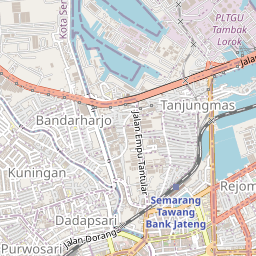 Kota Sem
PLTGU
Tambak
Lorok
Jalan
Tanjungmas
Bandarharjo
Jalan Empu Tantular
Kuningan
Rejom
Semarang
Tawang
Bank Jateng
Dadapsari
Purwosari
Jalan Dorang